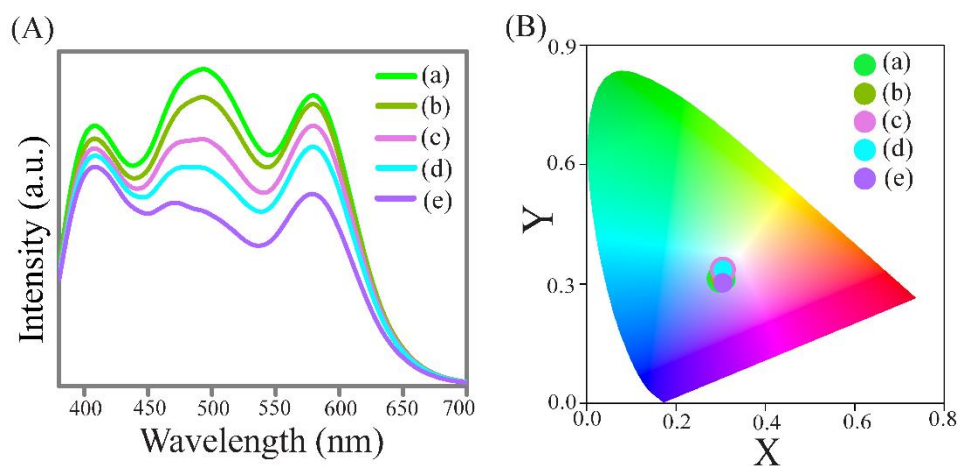 (A)
Intensity (a.u.)
(a)
(b)
(c)
(d)
(e)
400 450 500 550 600 650 700
Wavelength (nm)
(B)
Y
0.9
0.6
0.3
0.0
(a)
(b)
(c)
(d)
(e)
0.0 0.2 0.4 0.6 0.8
X